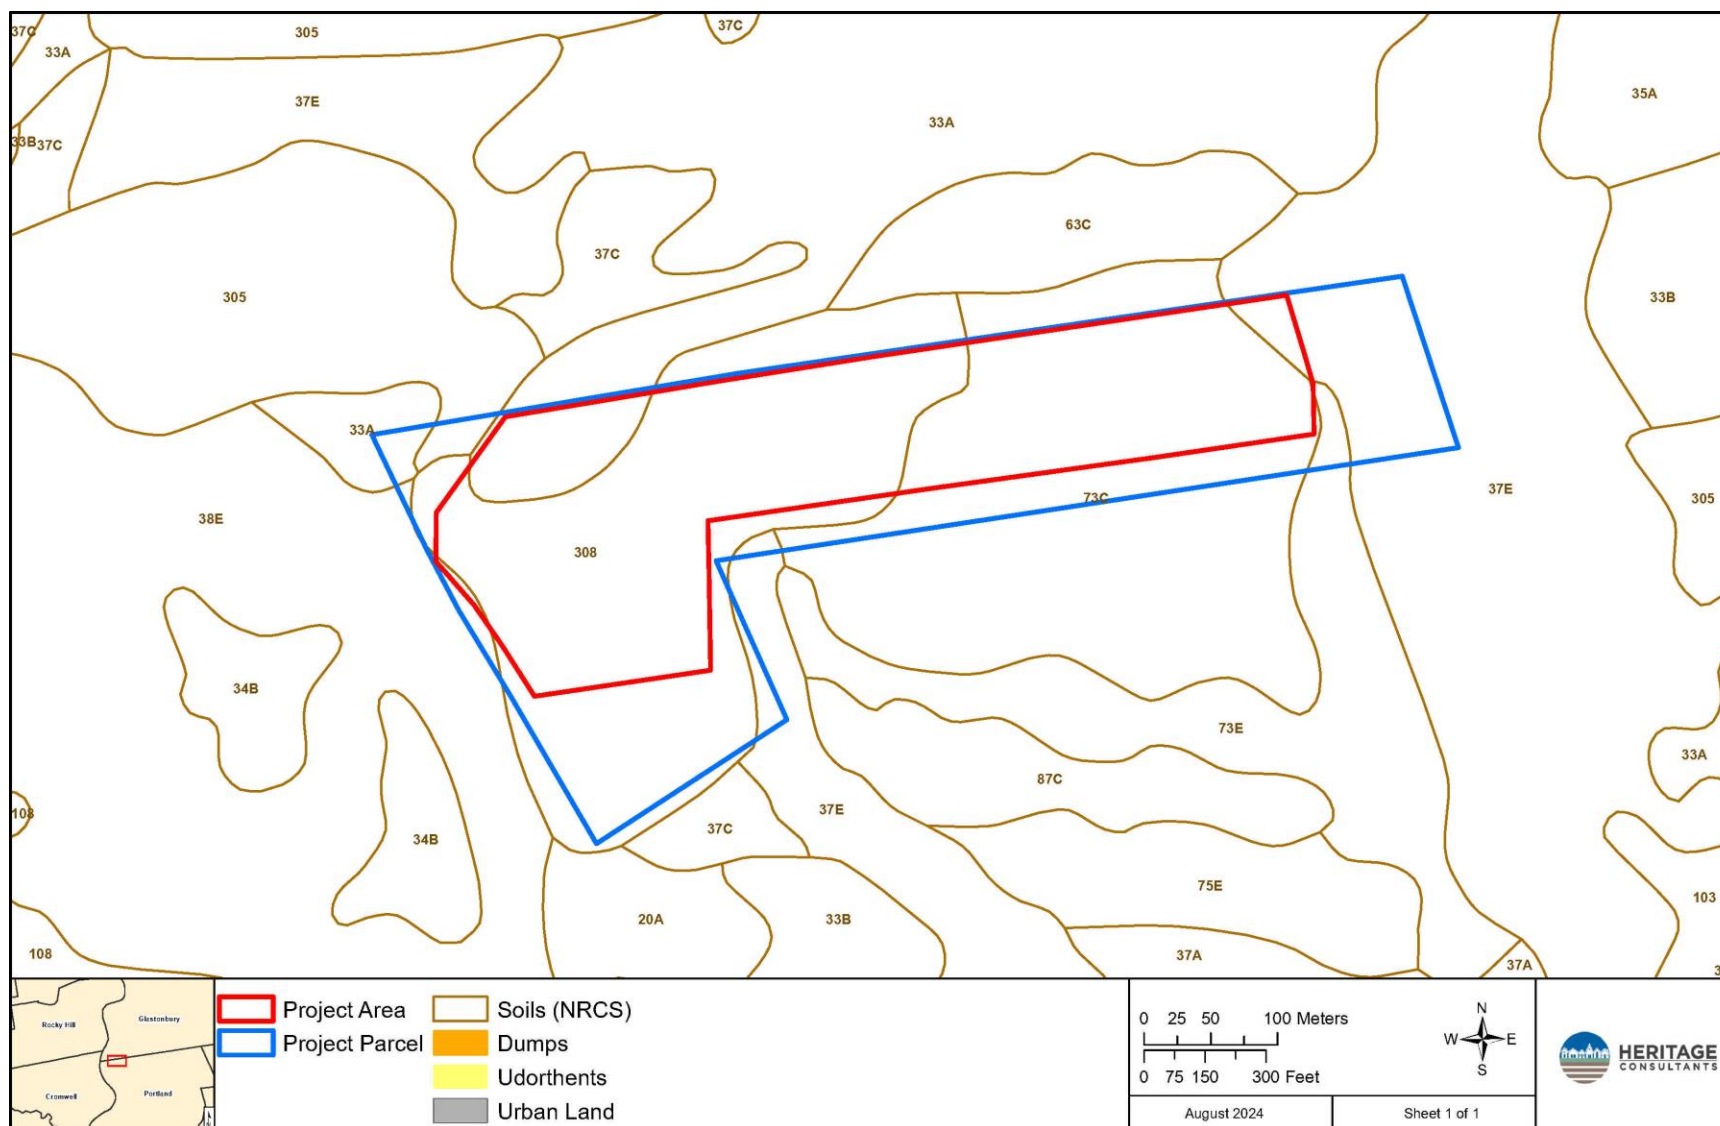 37C
305
37C
33A
37E
35A
33A
33B
37C
63C
37C
305
33B
33A
73C
37E
305
38E
308
34B
73E
33A
87C
108
37E
37C
34B
75E
103
20A
33B
108
37A
37A
3
Rocky Hill
Glastonbury
Cromwell
Portland
Project Area
Project Parcel
Soils (NRCS)
Dumps
Udorthents
Urban Land
0 25 50 100 Meters
0 75 150 300 Feet
N
W E
S
August 2024
Sheet 1 of 1
HERITAGE
CONSULTANTS